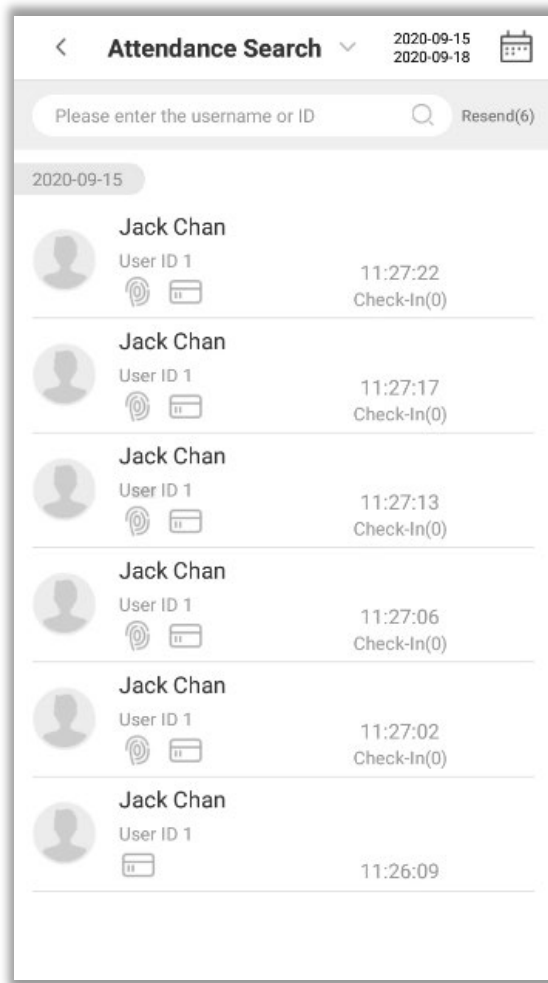 Attendance Search
2020-09-15
2020-09-18
Please enter the username or ID
Resend(6)
2020-09-15
Jack Chan
User ID 1
11:27:22
Check-In(0)
Jack Chan
User ID 1
11:27:17
Check-In(0)
Jack Chan
User ID 1
11:27:13
Check-In(0)
Jack Chan
User ID 1
11:27:06
Check-In(0)
Jack Chan
User ID 1
11:27:02
Check-In(0)
Jack Chan
User ID 1
11:26:09